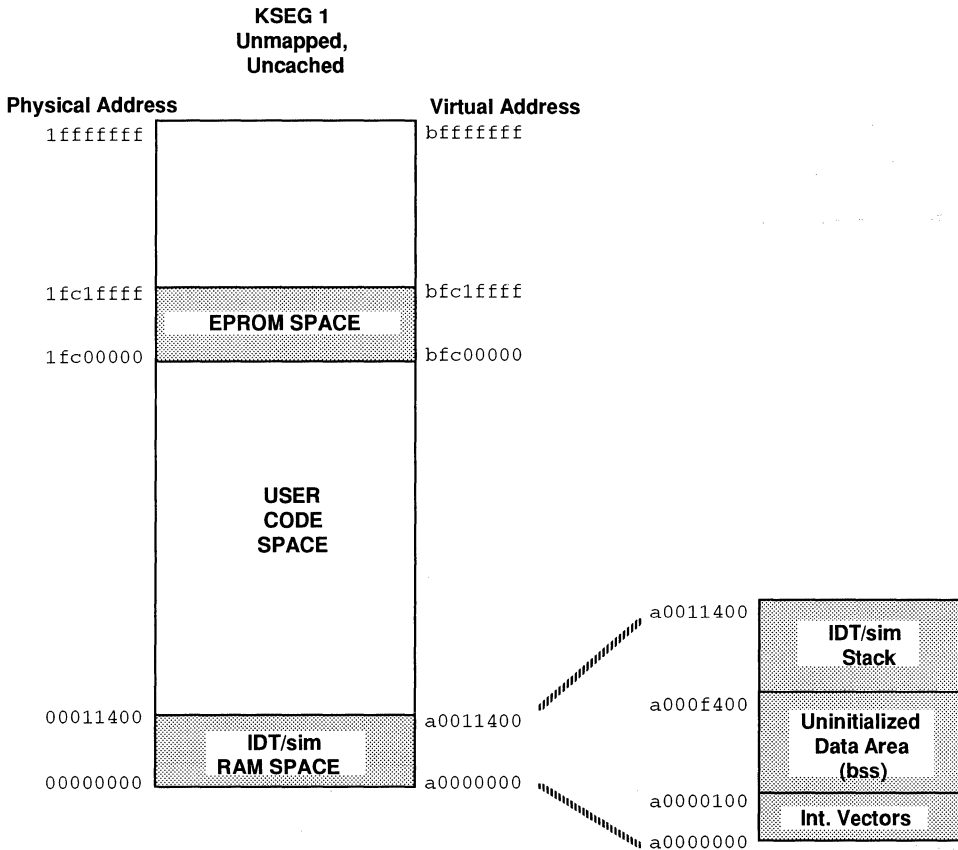 KSEG 1
Unmapped,
Uncached
Physical Address
Virtual Address
1fffffff
bfffffff
1fc1ffff
bfc1ffff
EPROM SPACE
1fc00000
bfc00000
USER
CODE
SPACE
a0011400
IDT/sim
Stack
a000f400
00011400
a0011400
Uninitialized
Data Area
(bss)
IDT/sim
RAM SPACE
00000000
a0000000
a0000100
Int. Vectors
a0000000